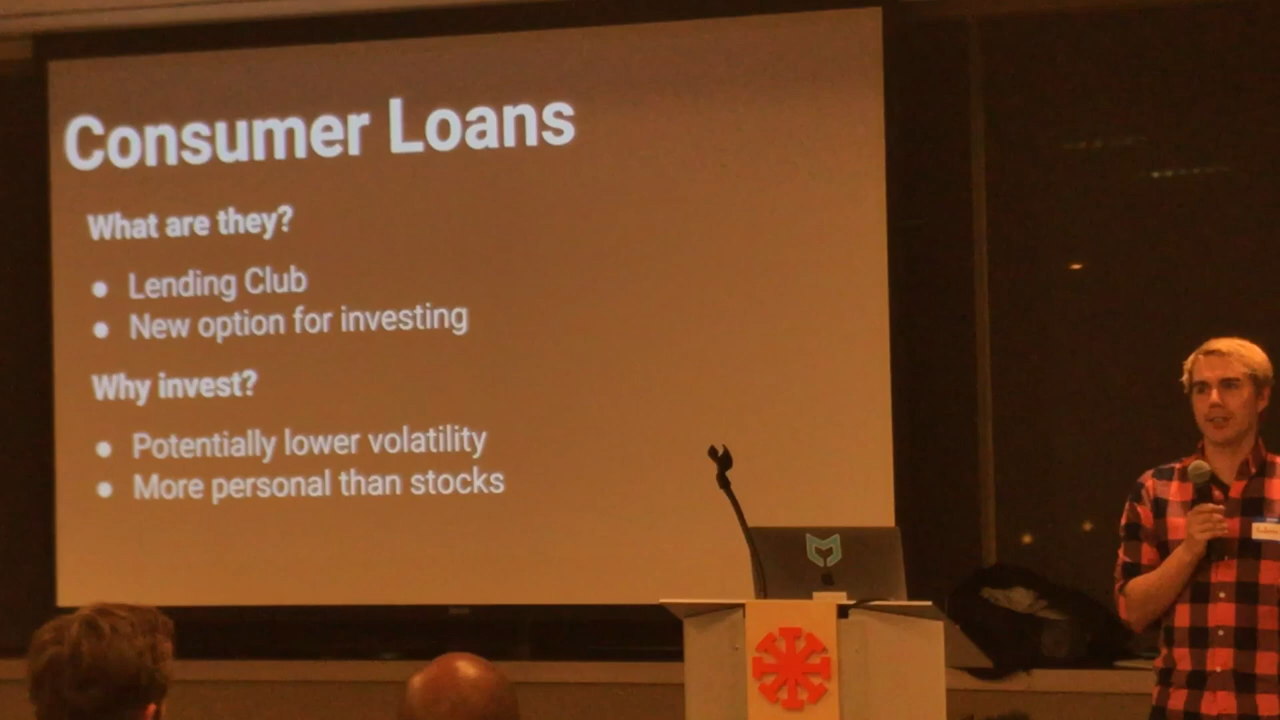 Consumer Loans
What are they?
● Lending Club
● New option for investing
Why invest?
● Potentially lower volatility
● More personal than stocks